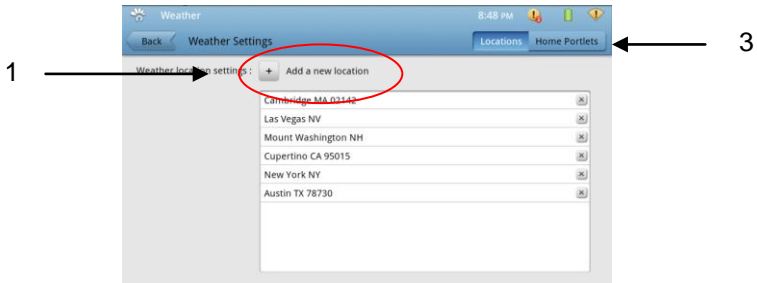 Weather 8:48 PM
Back Weather Settings Locations Home Portlets
3
1
Weather location settings : + Add a new location
Cambridge MA 02142
Las Vegas NV
Mount Washington NH
Cupertino CA 95015
New York NY
Austin TX 78730